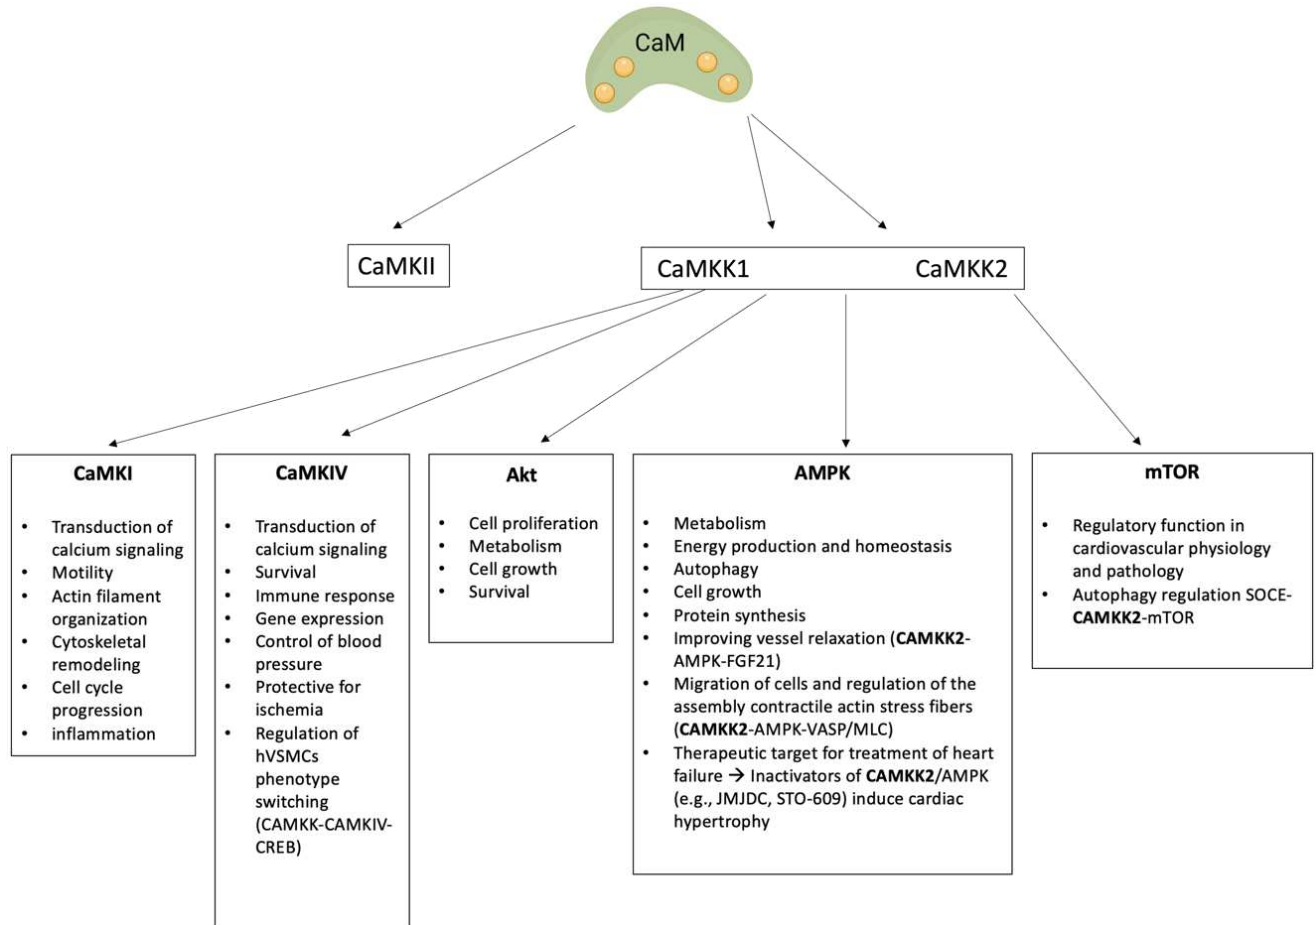 CaM
CaMKII
CaMKK1
CaMKK2
CaMKI
• Transduction of
calcium signaling
• Motility
• Actin filament
organization
• Cytoskeletal
remodeling
• Cell cycle
progression
• inflammation
CaMKIV
• Transduction of
calcium signaling
• Survival
• Immune response
• Gene expression
• Control of blood
pressure
• Protective for
ischemia
• Regulation of
hVSMCs
phenotype
switching
(CAMKK-CAMKIV-
CREB)
Akt
• Cell proliferation
• Metabolism
• Cell growth
• Survival
AMPK
• Metabolism
• Energy production and homeostasis
• Autophagy
• Cell growth
• Protein synthesis
• Improving vessel relaxation (CAMKK2-
AMPK-FGF21)
• Migration of cells and regulation of the
assembly contractile actin stress fibers
(CAMKK2-AMPK-VASP/MLC)
• Therapeutic target for treatment of heart
failure → Inactivators of CAMKK2/AMPK
(e.g., JMJDC, STO-609) induce cardiac
hypertrophy
mTOR
• Regulatory function in
cardiovascular physiology
and pathology
• Autophagy regulation SOCE-
CAMKK2-mTOR